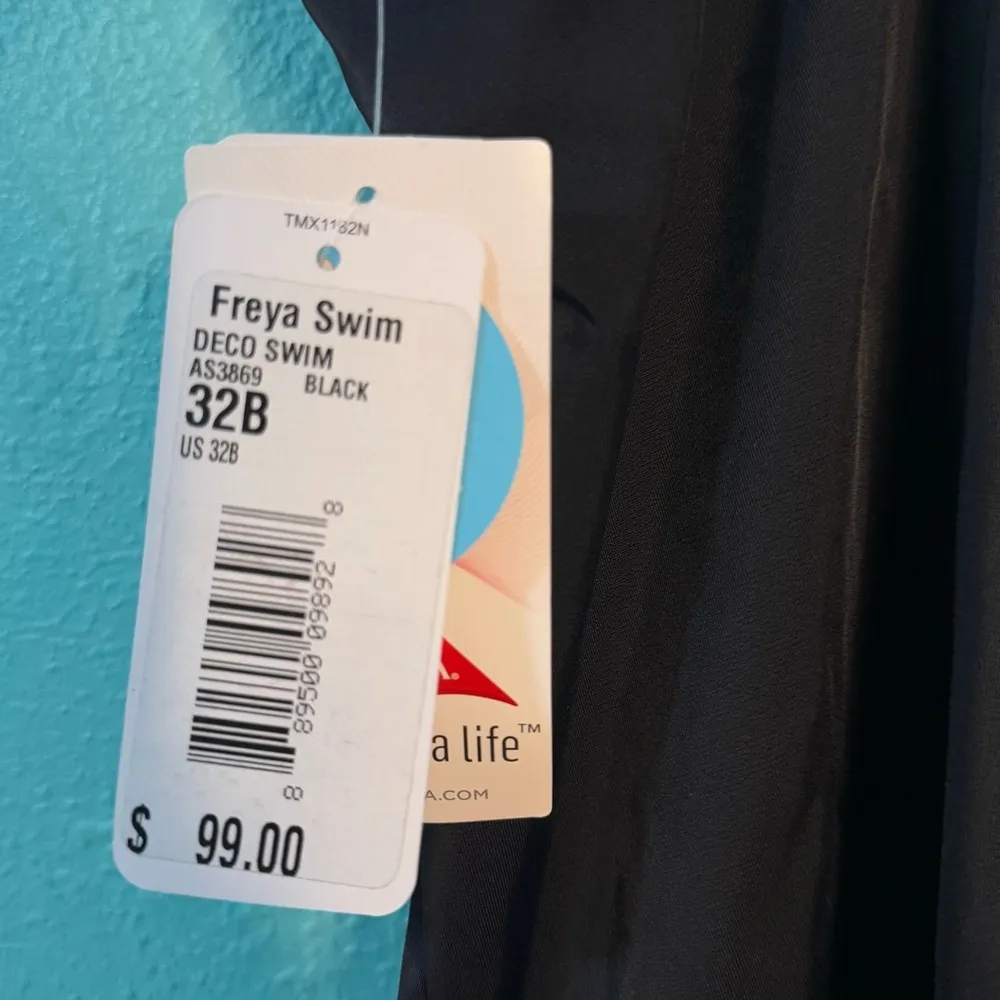 TMX1182N
Freya Swim
DECO SWIM
AS3869 BLACK
32B
US 32B
8 89500 09892 8
$ 99.00
A.®
a life™
A.COM